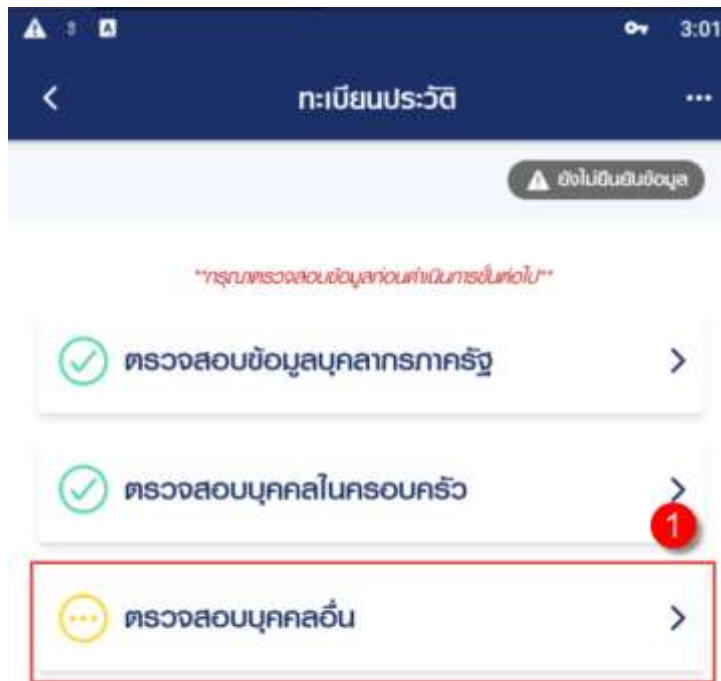 3:01
ทะเบียนประวัติ
ยังไม่ยืนยันข้อมูล
**กรุณาตรวจสอบข้อมูลก่อนดำเนินการขั้นต่อไป**
ตรวจสอบข้อมูลบุคลากรภาครัฐ
ตรวจสอบบุคคลในครอบครัว
1
ตรวจสอบบุคคลอื่น